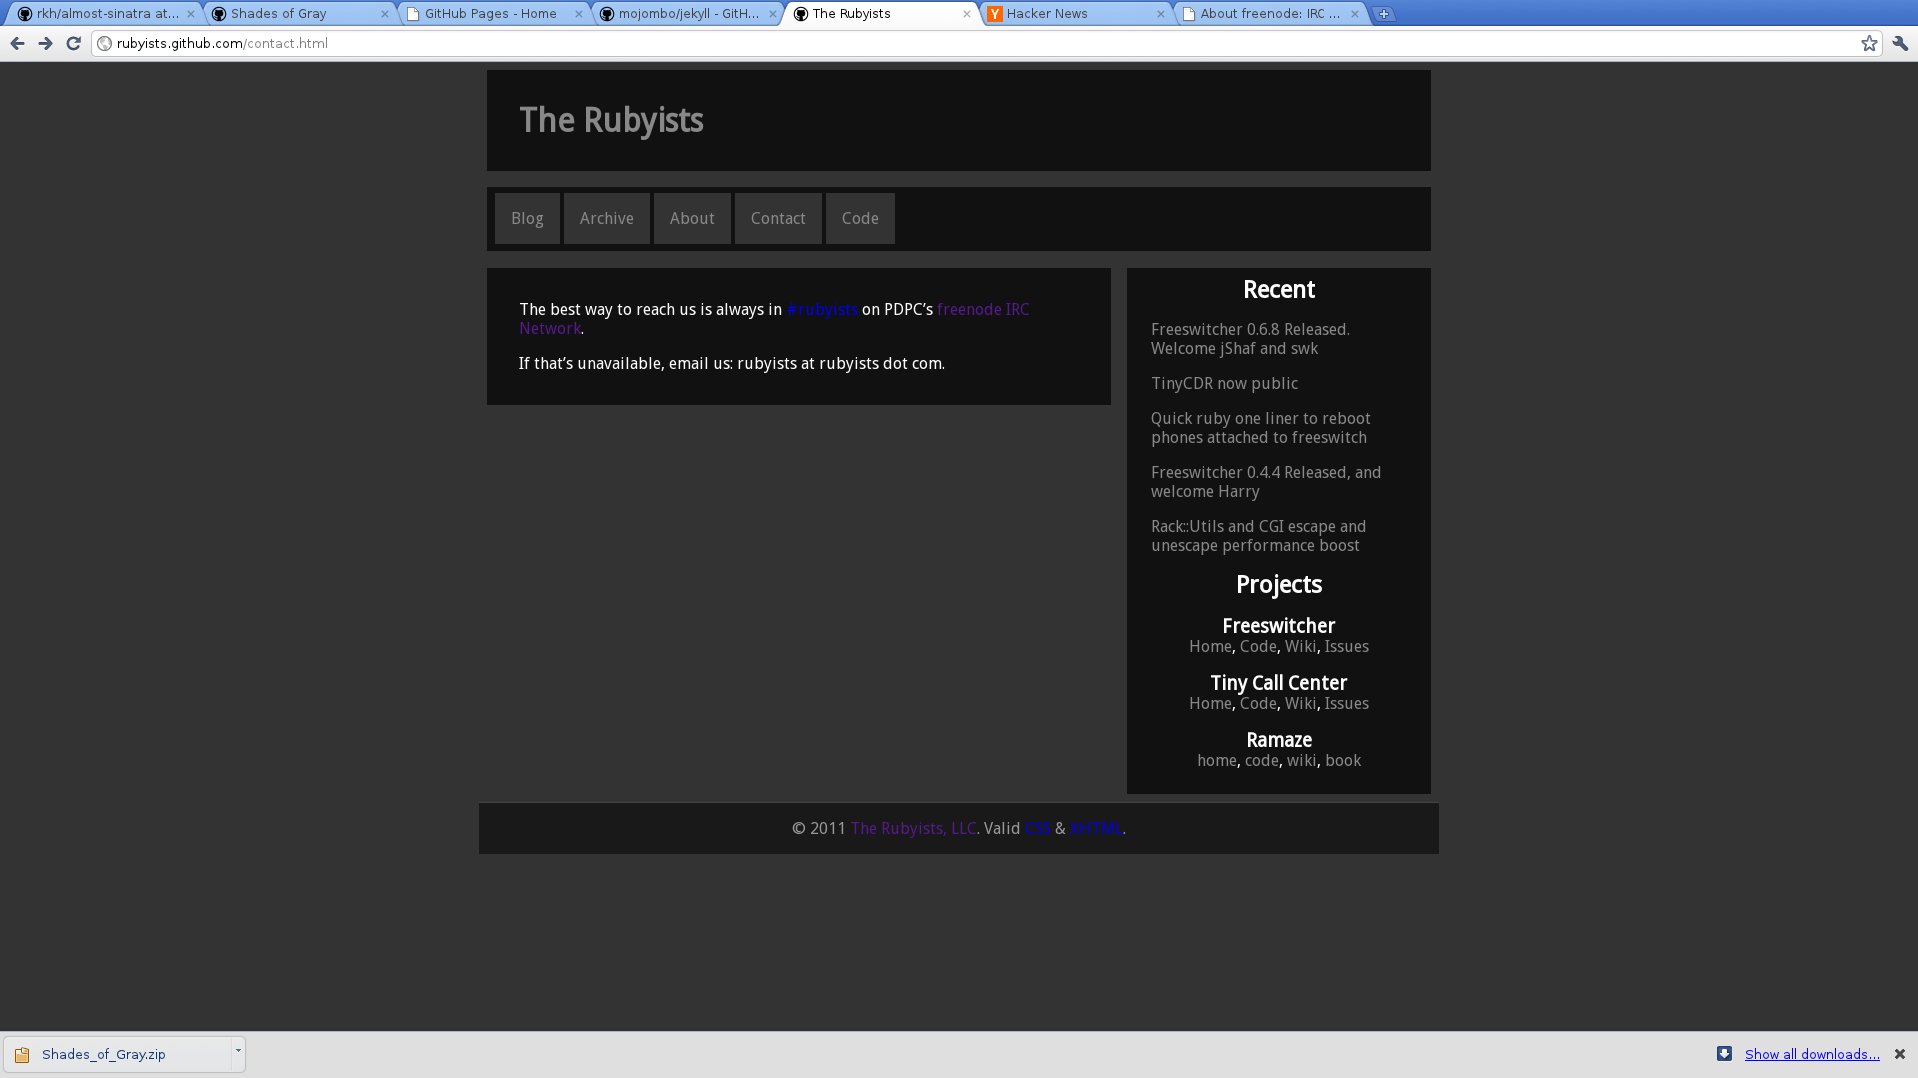 rkh/almost-sinatra at...
Shades of Gray
GitHub Pages - Home
mojombo/jekyll - GitH...
The Rubyists
Hacker News
About freenode: IRC ...
rubyists.github.com/contact.html
The Rubyists
Blog
Archive
About
Contact
Code
The best way to reach us is always in #rubyists on PDPC’s freenode IRC
Network.
If that’s unavailable, email us: rubyists at rubyists dot com.
Recent
Freeswitcher 0.6.8 Released.
Welcome jShaf and swk
TinyCDR now public
Quick ruby one liner to reboot
phones attached to freeswitch
Freeswitcher 0.4.4 Released, and
welcome Harry
Rack::Utils and CGI escape and
unescape performance boost
Projects
Freeswitcher
Home, Code, Wiki, Issues
Tiny Call Center
Home, Code, Wiki, Issues
Ramaze
home, code, wiki, book
© 2011 The Rubyists, LLC. Valid CSS & XHTML.
Shades_of_Gray.zip
Show all downloads...